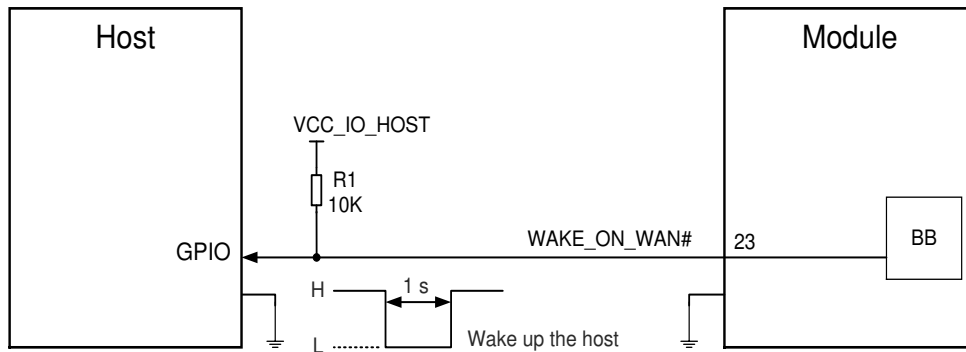 Host
Module
VCC_IO_HOST
R1
10K
GPIO
WAKE_ON_WAN#
23
BB
H
1 s
L
Wake up the host